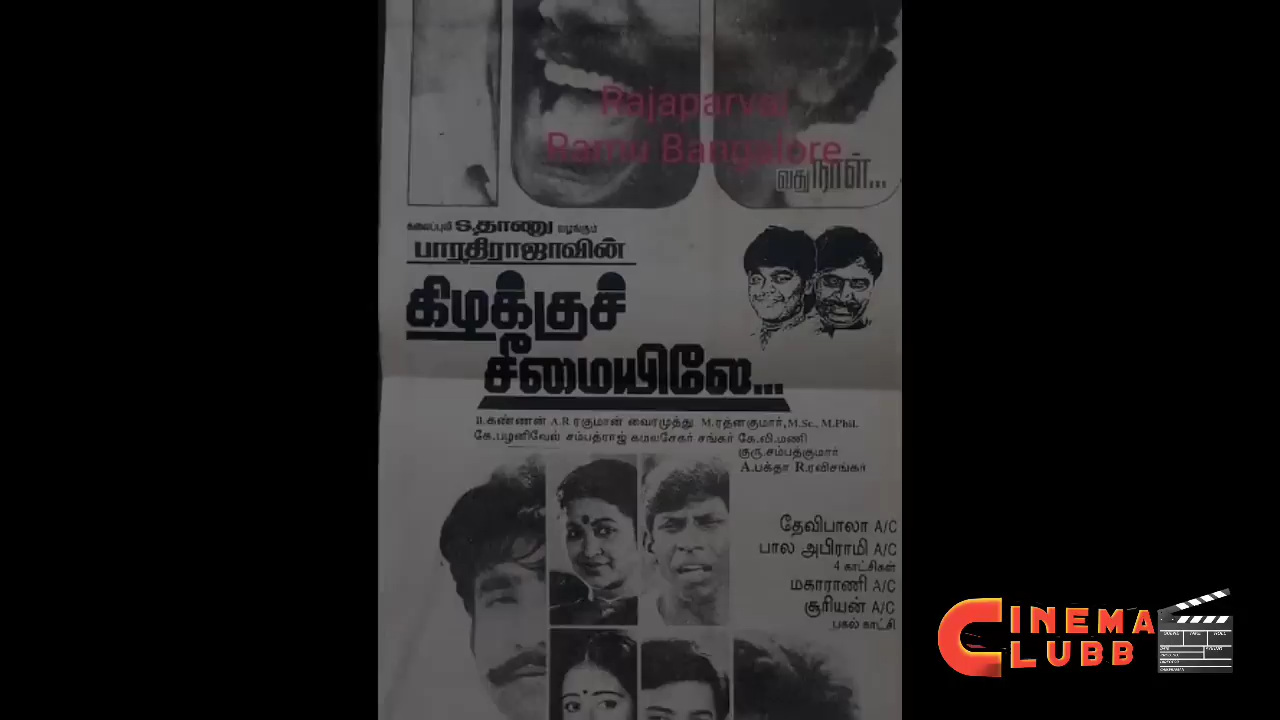 Rajaparvai
Ramu Bangalore
வது நாள்...
கலைப்புலி S.தாணு வழங்கும்
பாரதிராஜாவின்
கிழக்குச்
சீமையிலே...
B.கண்ணன் A.R.ரகுமான் வைரமுத்து M.ரத்னகுமார், M.Sc., M.Phil.
கே.பழனிவேல் சம்பத்ராஜ் கமலசேகர் சங்கர் கே.வி.மணி
குரு.சம்பத்குமார்
A.பக்தா R.ரவிசங்கர்
தேவிபாலா A/C
பால அபிராமி A/C
4 காட்சிகள்
மகாராணி A/C
சூரியன் A/C
பகல் காட்சி
CINEMA
CLUBB